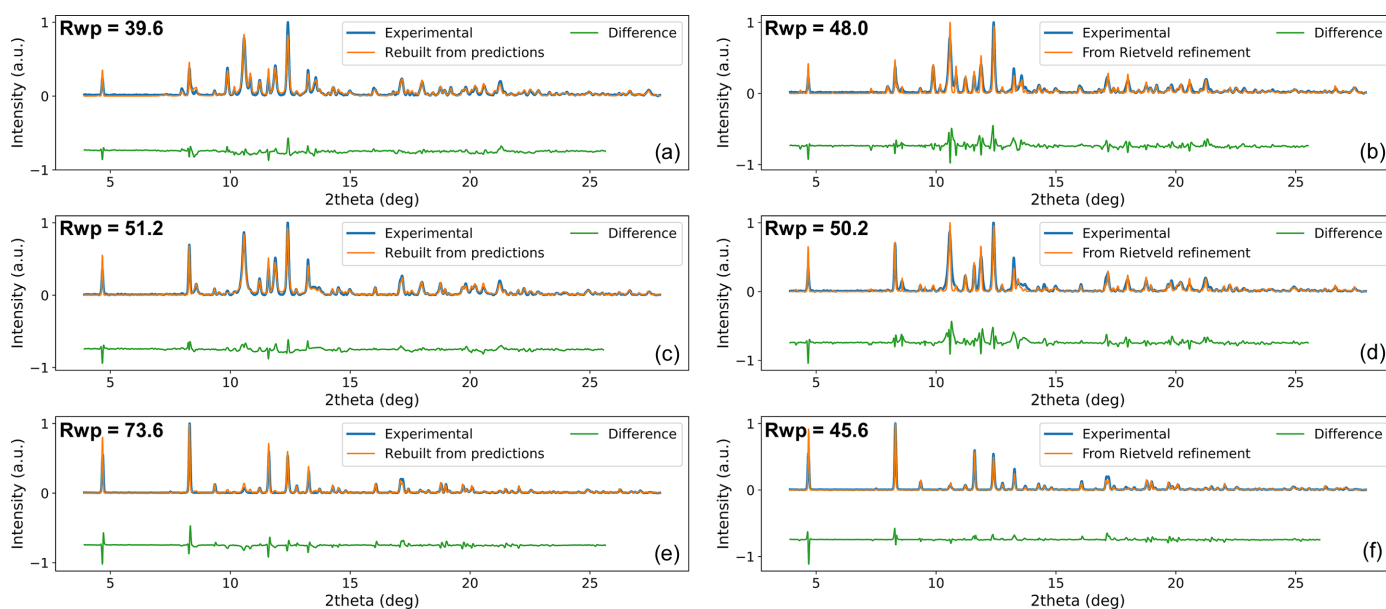 Rwp = 39.6
Experimental
Difference
Rebuilt from predictions
Intensity (a.u.)
1
0
−1
(a)
5 10 15 20 25
2theta (deg)
Rwp = 48.0
Experimental
Difference
From Rietveld refinement
Intensity (a.u.)
1
0
−1
(b)
5 10 15 20 25
2theta (deg)
Rwp = 51.2
Experimental
Difference
Rebuilt from predictions
Intensity (a.u.)
1
0
−1
(c)
5 10 15 20 25
2theta (deg)
Rwp = 50.2
Experimental
Difference
From Rietveld refinement
Intensity (a.u.)
1
0
−1
(d)
5 10 15 20 25
2theta (deg)
Rwp = 73.6
Experimental
Difference
Rebuilt from predictions
Intensity (a.u.)
1
0
−1
(e)
5 10 15 20 25
2theta (deg)
Rwp = 45.6
Experimental
Difference
From Rietveld refinement
Intensity (a.u.)
1
0
−1
(f)
5 10 15 20 25
2theta (deg)